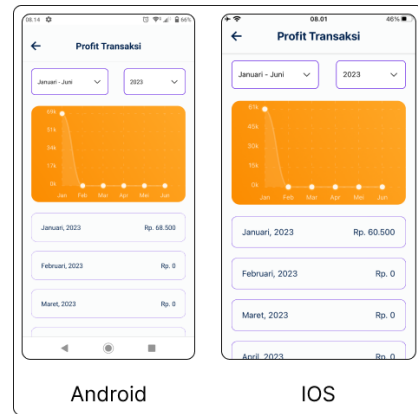 08.14
66%
Profit Transaksi
Januari - Juni
2023
51k
34k
17k
0k
Jan Feb Mar Apr Mei Jun
Januari, 2023 Rp. 68.500
Februari, 2023 Rp. 0
Maret, 2023 Rp. 0
Android
08.01
46%
Profit Transaksi
Januari - Juni
2023
45k
30k
15k
0k
Jan Feb Mar Apr Mei Jun
Januari, 2023 Rp. 60.500
Februari, 2023 Rp. 0
Maret, 2023 Rp. 0
April, 2023 Rp. 0
IOS